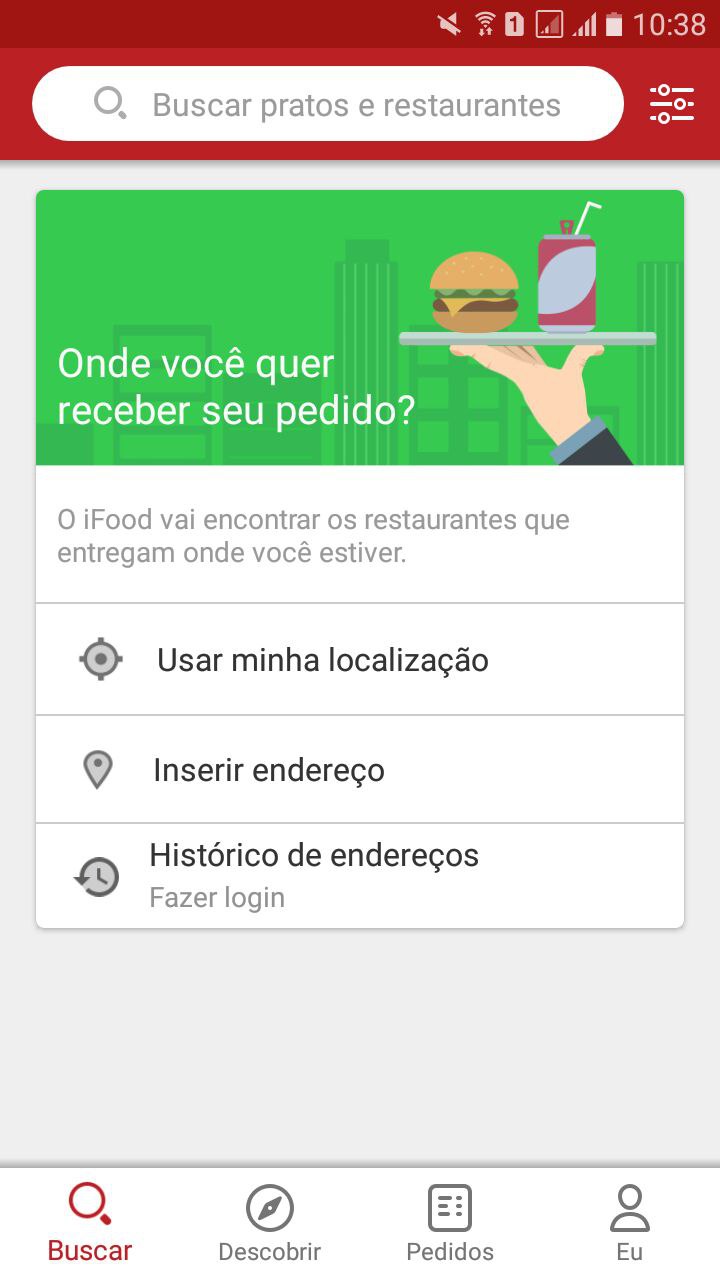 1 10:38
Buscar pratos e restaurantes
Onde você quer
receber seu pedido?
O iFood vai encontrar os restaurantes que
entregam onde você estiver.
Usar minha localização
Inserir endereço
Histórico de endereços
Fazer login
Buscar Descobrir Pedidos Eu